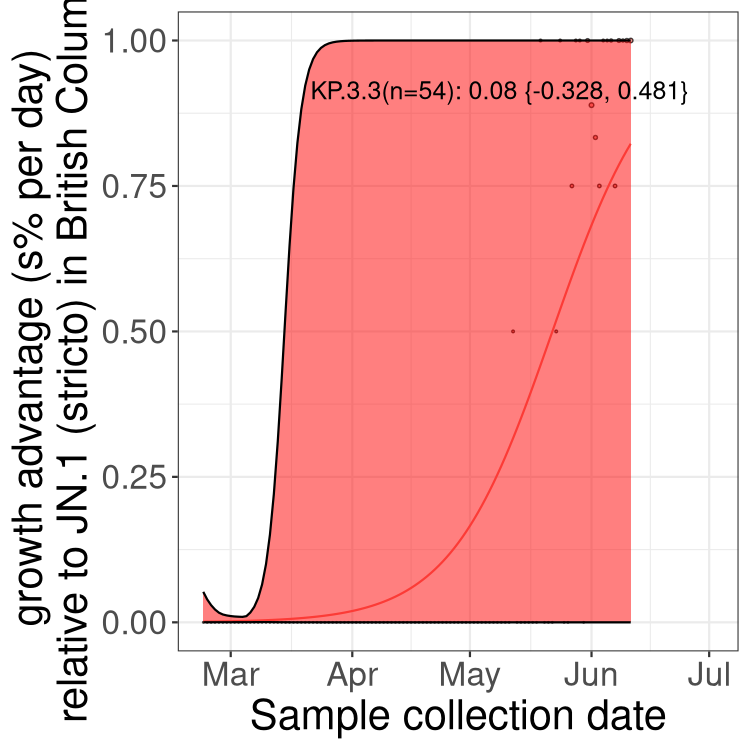 growth advantage (s% per day)
relative to JN.1 (stricto) in British Colum
1.00
0.75
0.50
0.25
0.00
KP.3.3(n=54): 0.08 {-0.328, 0.481}
Mar
Apr
May
Jun
Jul
Sample collection date